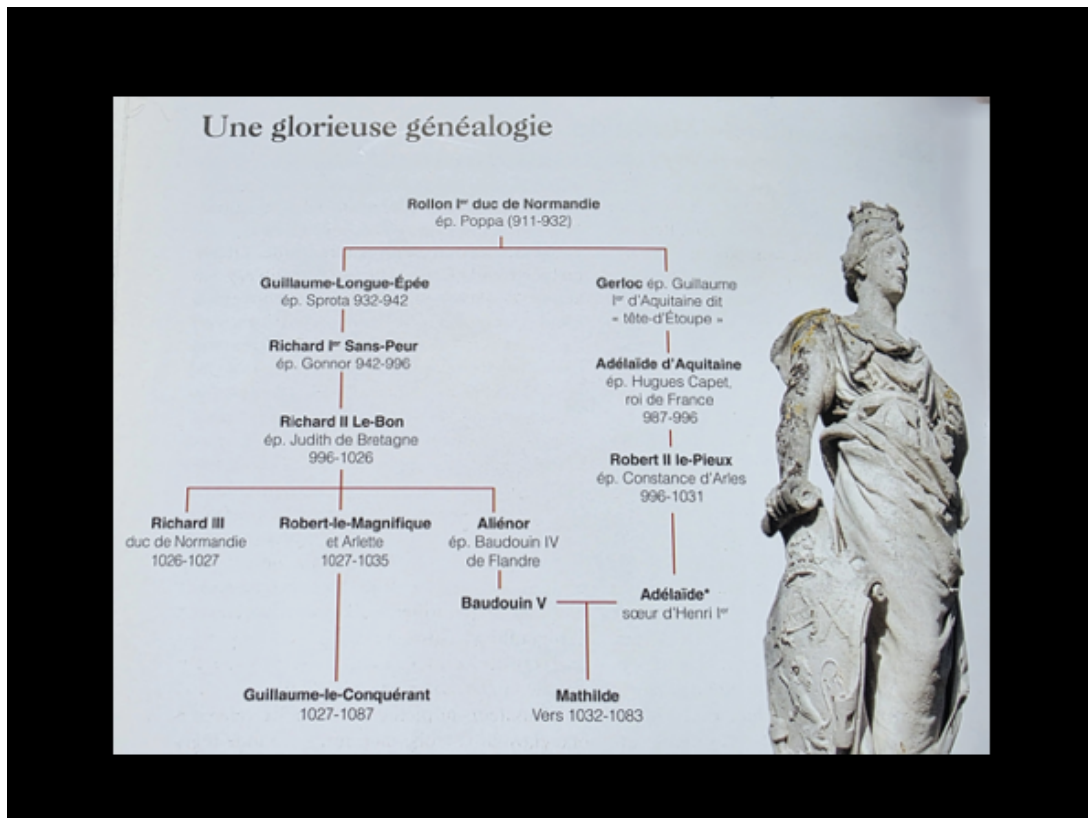 Une glorieuse généalogie
Rollon Iᵉʳ duc de Normandie
ép. Poppa (911-932)
Guillaume-Longue-Épée
ép. Sprota 932-942
Gerloc ép. Guillaume
Iᵉʳ d'Aquitaine dit
« tête-d'Étoupe »
Richard Iᵉʳ Sans-Peur
ép. Gonnor 942-996
Adélaïde d'Aquitaine
ép. Hugues Capet,
roi de France
987-996
Richard II Le-Bon
ép. Judith de Bretagne
996-1026
Robert II le-Pieux
ép. Constance d'Arles
996-1031
Richard III
duc de Normandie
1026-1027
Robert-le-Magnifique
et Arlette
1027-1035
Aliénor
ép. Baudouin IV
de Flandre
Baudouin V
Adélaïde*
sœur d'Henri Iᵉʳ
Guillaume-le-Conquérant
1027-1087
Mathilde
Vers 1032-1083